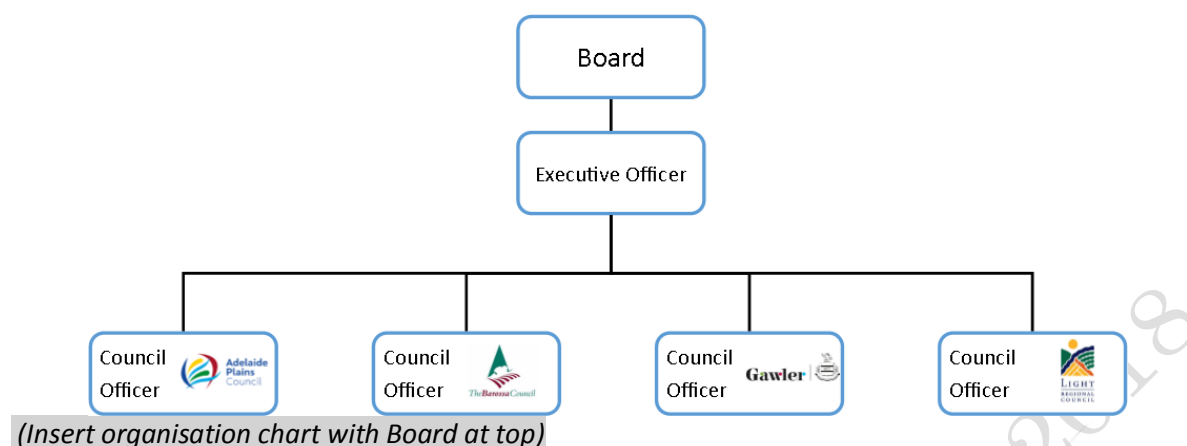 Board
Executive Officer
Council
Officer
Adelaide
Plains
Council
Council
Officer
The Barossa Council
Council
Officer
Gawler
Council
Officer
LIGHT
REGIONAL
COUNCIL
(Insert organisation chart with Board at top)
2018